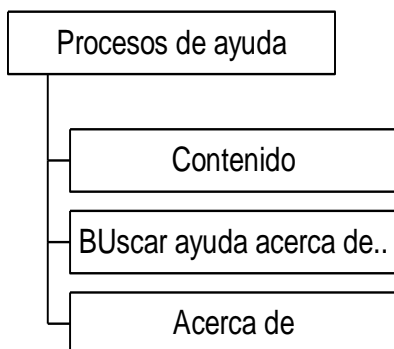 Procesos de ayuda
Contenido
BUscar ayuda acerca de..
Acerca de